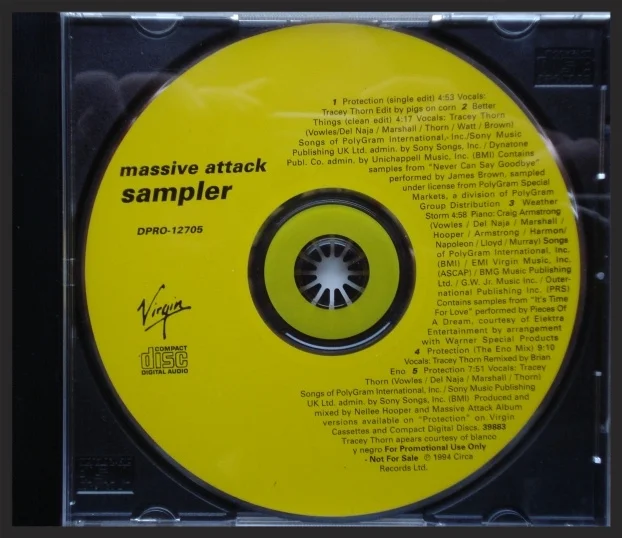 massive attack
sampler
DPRO-12705
Virgin
COMPACT
disc
DIGITAL AUDIO
1 Protection (single edit) 4:53 Vocals:
Tracey Thorn Edit by pigs on corn 2 Better
Things (clean edit) 4:17 Vocals: Tracey Thorn
(Vowles/Del Naja / Marshall / Thorn / Watt / Brown)
Songs of PolyGram International, Inc./Sony Music
Publishing UK Ltd. admin. by Sony Songs, Inc. / Dynatone
Publ. Co. admin. by Unichappell Music, Inc. (BMI) Contains
samples from "Never Can Say Goodbye"
performed by James Brown, sampled
under license from PolyGram Special
Markets, a division of PolyGram
Group Distribution 3 Weather
Storm 4:58 Piano: Craig Armstrong
(Vowles / Del Naja / Marshall /
Hooper / Armstrong / Harmon/
Napoleon / Lloyd / Murray) Songs
of PolyGram International, Inc.
(BMI) / EMI Virgin Music, Inc.
(ASCAP) / BMG Music Publishing
Ltd. / G.W. Jr. Music Inc. / Outer-
national Publishing Inc. (PRS)
Contains samples from "It's Time
For Love" performed by Pieces Of
A Dream, courtesy of Elektra
Entertainment by arrangement
with Warner Special Products
4 Protection (The Eno Mix) 9:10
Vocals: Tracey Thorn Remixed by Brian
Eno 5 Protection 7:51 Vocals: Tracey
Thorn (Vowles / Del Naja / Marshall / Thorn)
Songs of PolyGram International, Inc. / Sony Music Publishing
UK Ltd. admin. by Sony Songs, Inc. (BMI) Produced and
mixed by Nellee Hooper and Massive Attack Album
versions available on "Protection" on Virgin
Cassettes and Compact Digital Discs. 39883
Tracey Thorn apears courtesy of blanco
y negro For Promotional Use Only
- Not For Sale ℗ 1994 Circa
Records Ltd.